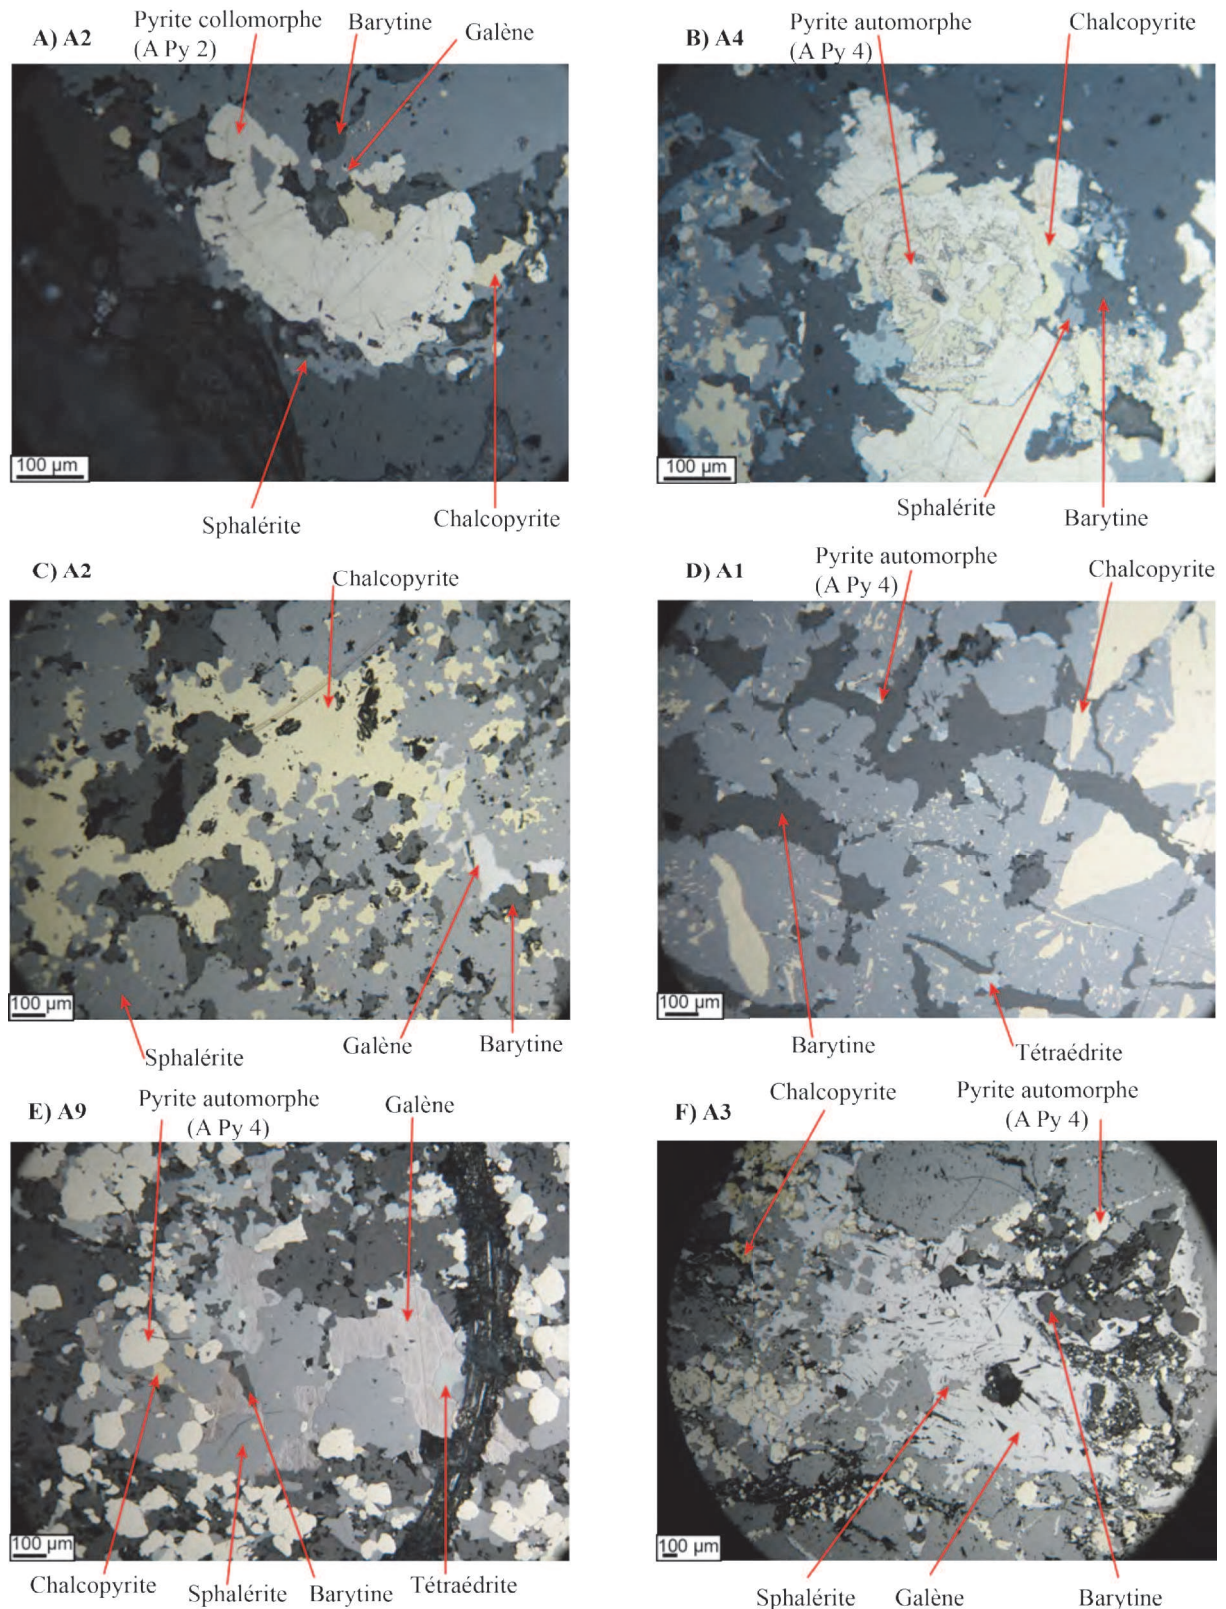 A) A2
Pyrite collomorphe
(A Py 2)
Barytine
Galène
100 µm
Sphalérite
Chalcopyrite
B) A4
Pyrite automorphe
(A Py 4)
Chalcopyrite
100 µm
Sphalérite
Barytine
C) A2
Chalcopyrite
100 µm
Sphalérite
Galène
Barytine
D) A1
Pyrite automorphe
(A Py 4)
Chalcopyrite
100 µm
Barytine
Tétraédrite
E) A9
Pyrite automorphe
(A Py 4)
Galène
100 µm
Chalcopyrite
Sphalérite
Barytine
Tétraédrite
F) A3
Chalcopyrite
Pyrite automorphe
(A Py 4)
100 µm
Sphalérite
Galène
Barytine